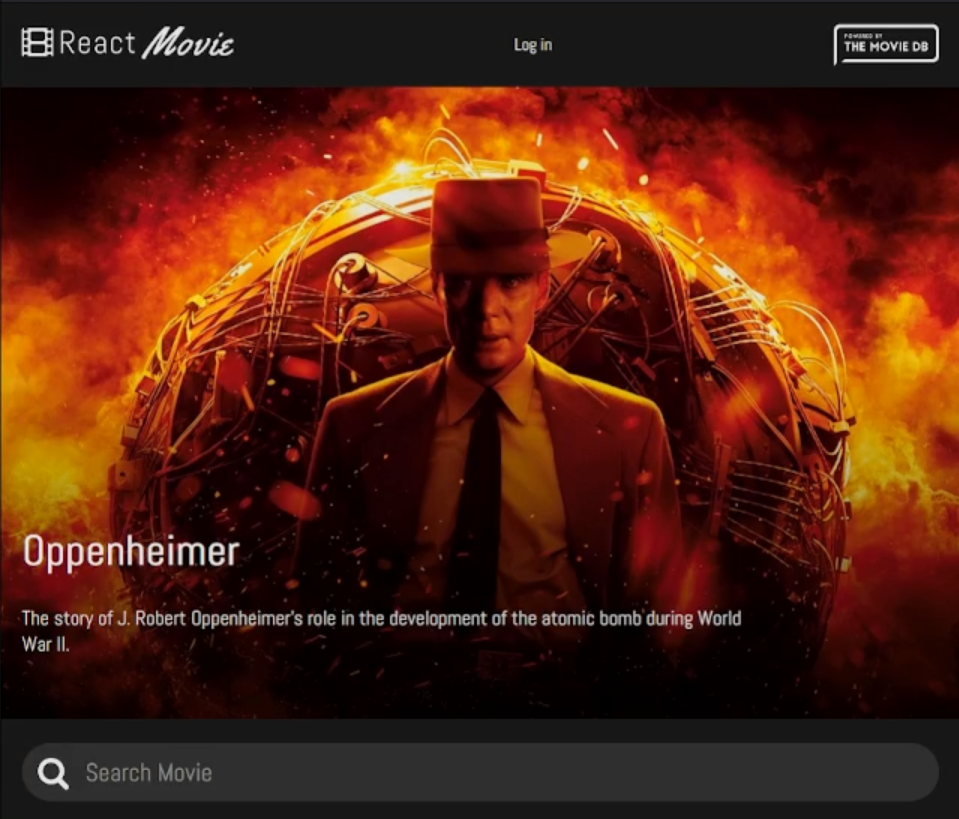 React Movie
Log in
POWERED BY
THE MOVIE DB
Oppenheimer
The story of J. Robert Oppenheimer's role in the development of the atomic bomb during World
War II.
Search Movie